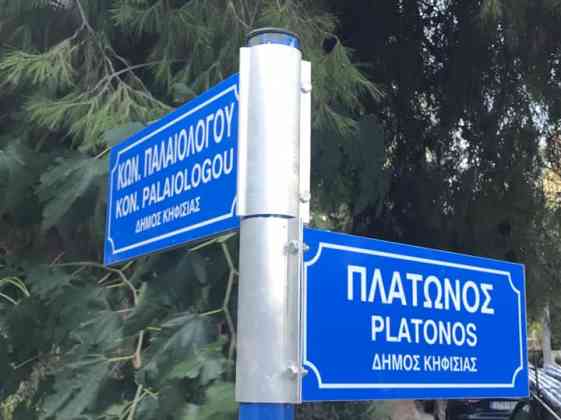 ΚΩΝ. ΠΑΛΑΙΟΛΟΓΟΥ
KON. PALAIOLOGOU
ΔΗΜΟΣ ΚΗΦΙΣΙΑΣ
ΠΛΑΤΩΝΟΣ
PLATONOS
ΔΗΜΟΣ ΚΗΦΙΣΙΑΣ